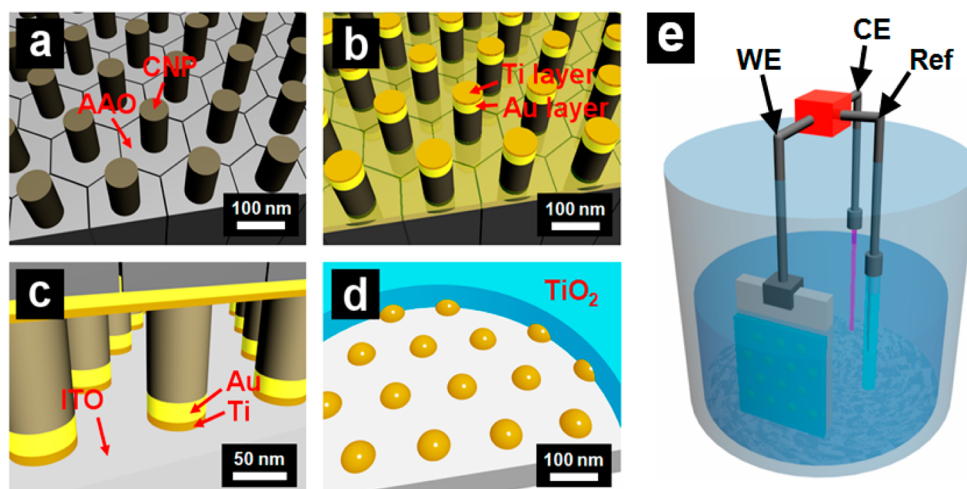 a
CNP
AAO
100 nm
b
Ti layer
Au layer
100 nm
c
Au
ITO
Ti
50 nm
d
TiO2
100 nm
e
CE
WE
Ref